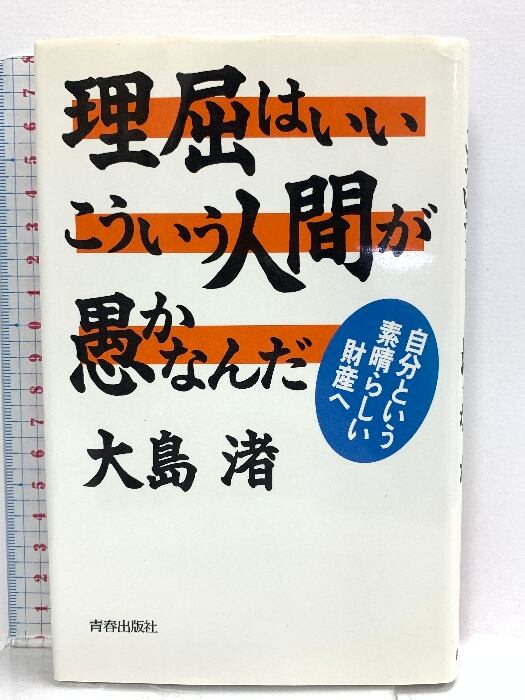 理屈はいい
こういう人間が
愚かなんだ
自分という
素晴らしい
財産へ
大島 渚
青春出版社